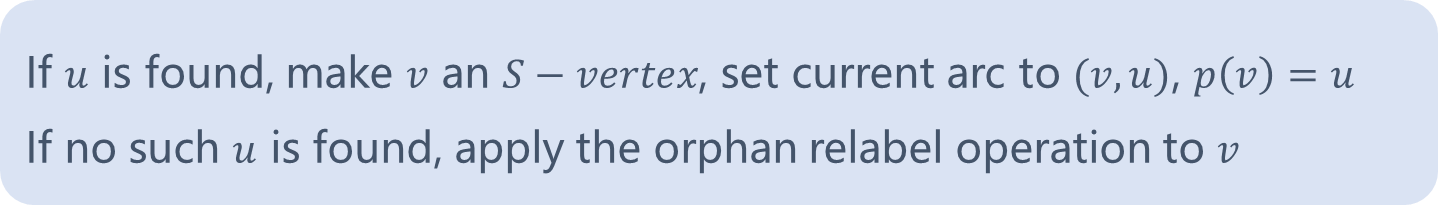 If 𝑢 is found, make 𝑣 an 𝑆 − 𝑣𝑒𝑟𝑡𝑒𝑥, set current arc to (𝑣, 𝑢), 𝑝(𝑣) = 𝑢
If no such 𝑢 is found, apply the orphan relabel operation to 𝑣